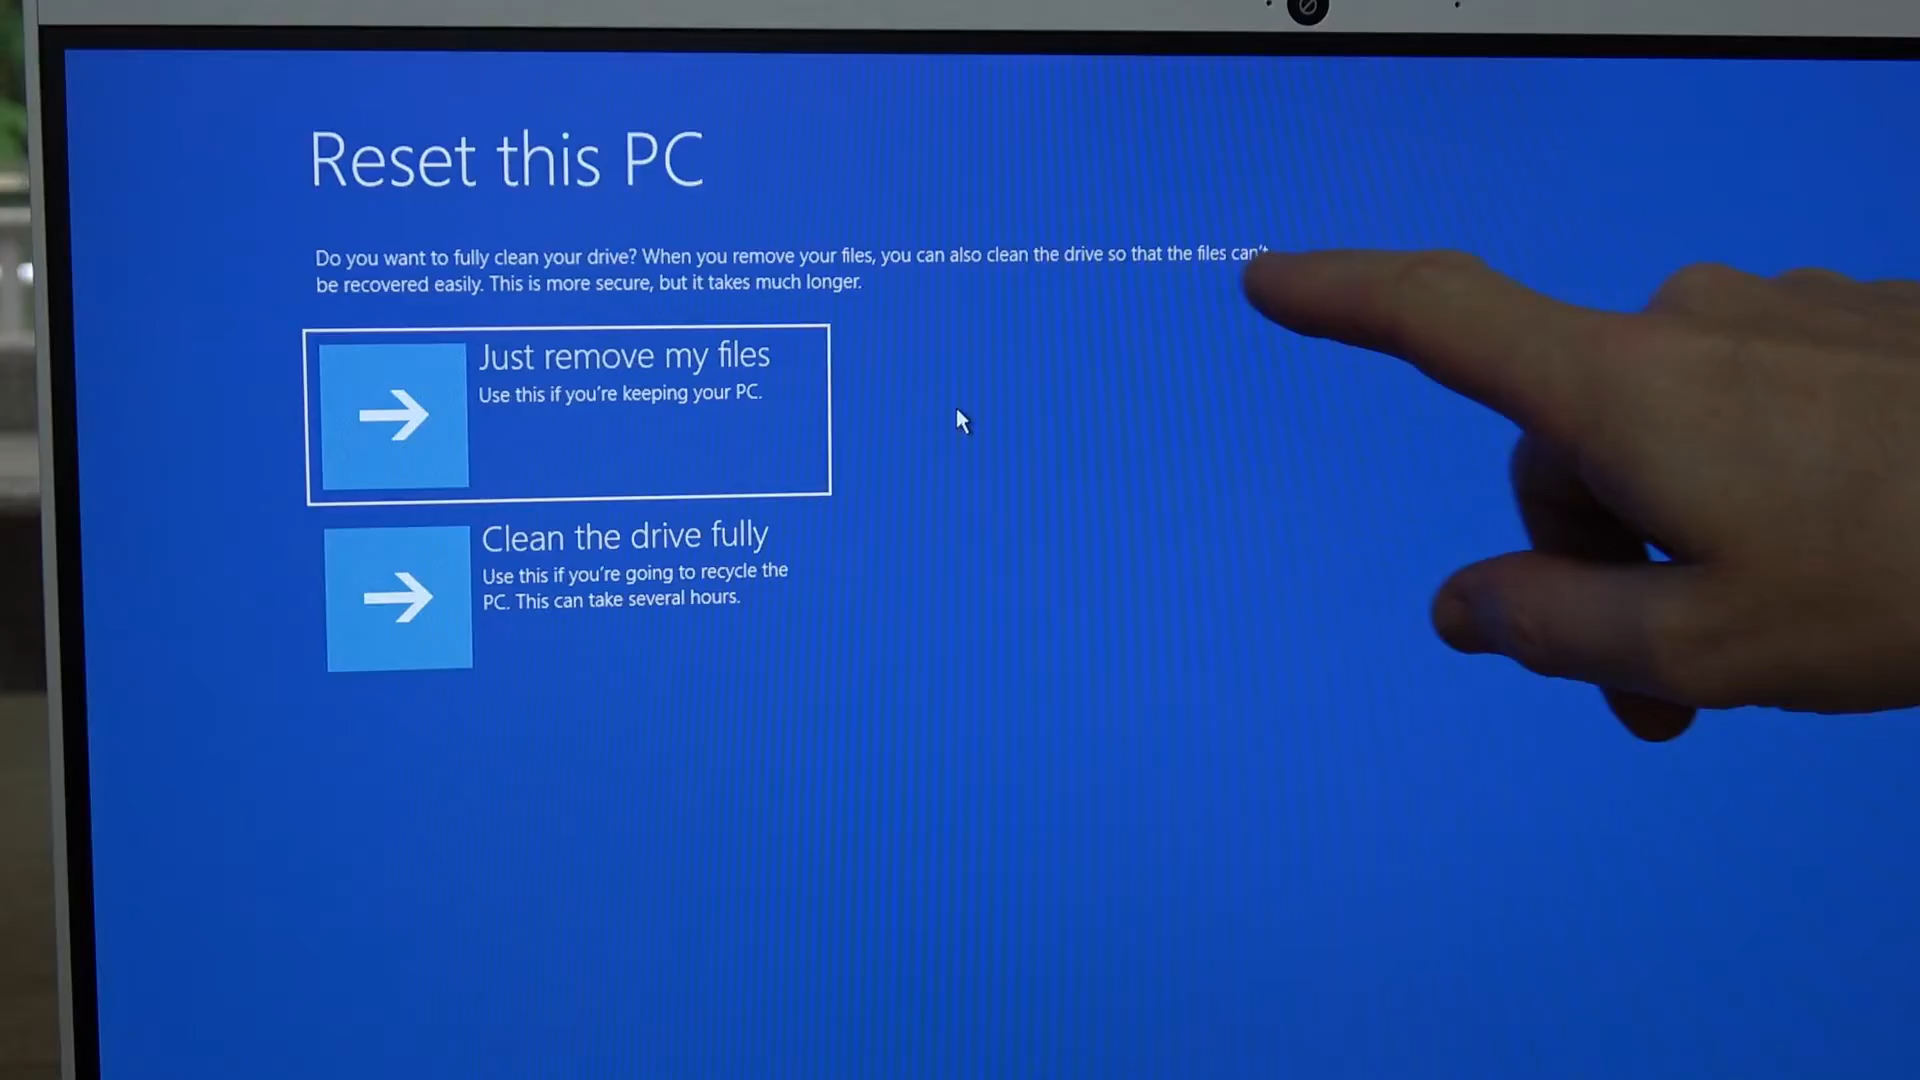 Reset this PC
Do you want to fully clean your drive? When you remove your files, you can also clean the drive so that the files can't
be recovered easily. This is more secure, but it takes much longer.
Just remove my files
Use this if you're keeping your PC.
Clean the drive fully
Use this if you're going to recycle the
PC. This can take several hours.